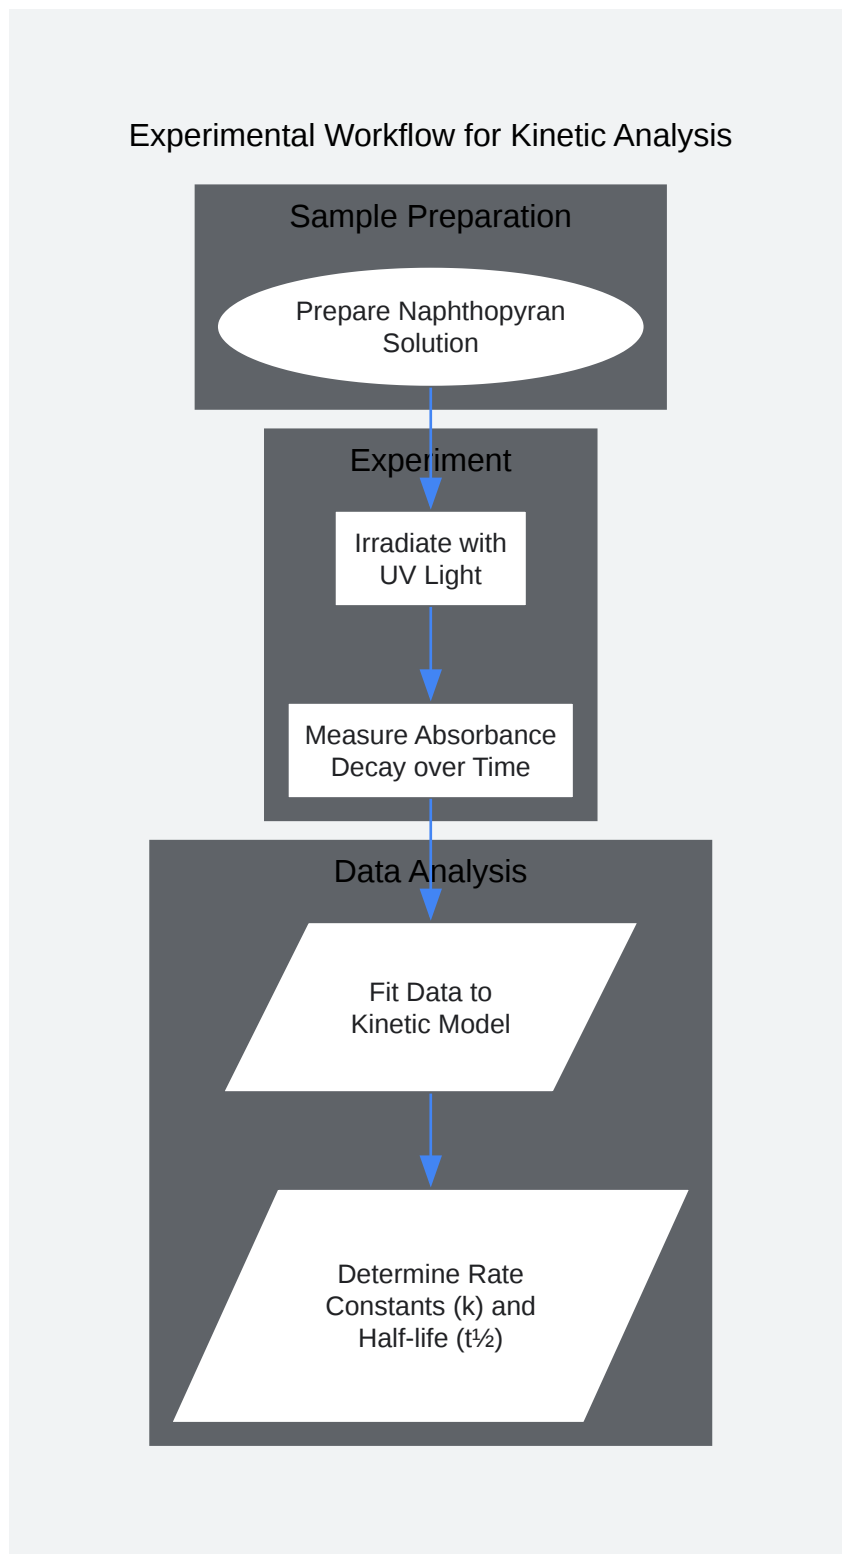 Experimental Workflow for Kinetic Analysis
Sample Preparation
Prepare Naphthopyran
Solution
Experiment
Irradiate with
UV Light
Measure Absorbance
Decay over Time
Data Analysis
Fit Data to
Kinetic Model
Determine Rate
Constants (k) and
Half-life (t½)